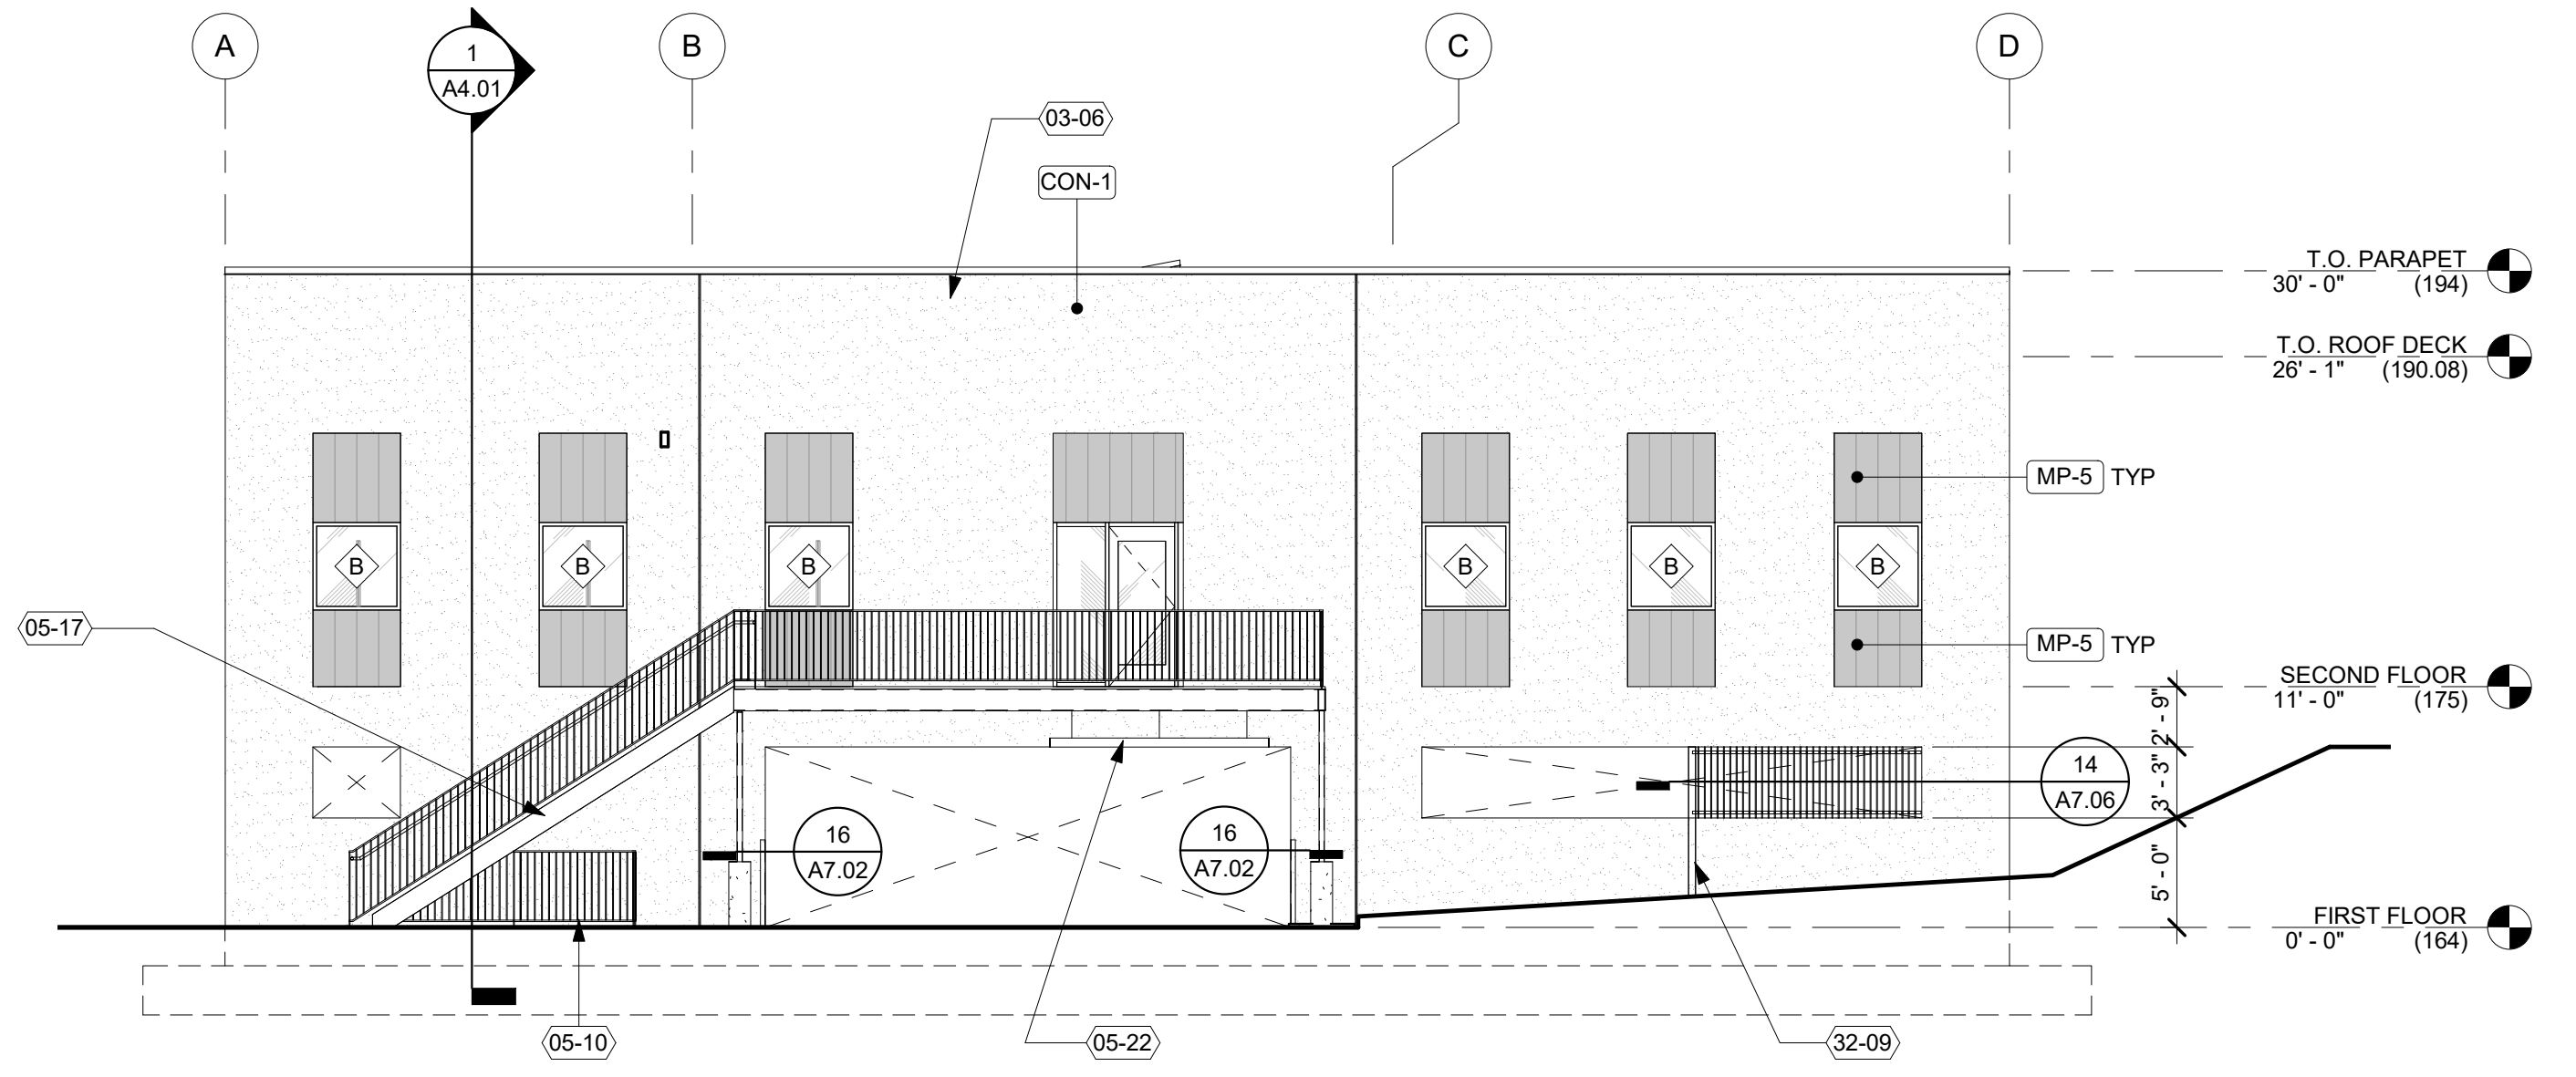 A
1
A4.01
B
C
D
03-06
CON-1
T.O. PARAPET
30' - 0" (194)
T.O. ROOF DECK
26' - 1" (190.08)
MP-5 TYP
B
B
B
B
B
B
05-17
MP-5 TYP
SECOND FLOOR
11' - 0" (175)
2' - 9"
3' - 3"
5' - 0"
14
A7.06
16
A7.02
16
A7.02
FIRST FLOOR
0' - 0" (164)
05-10
05-22
32-09